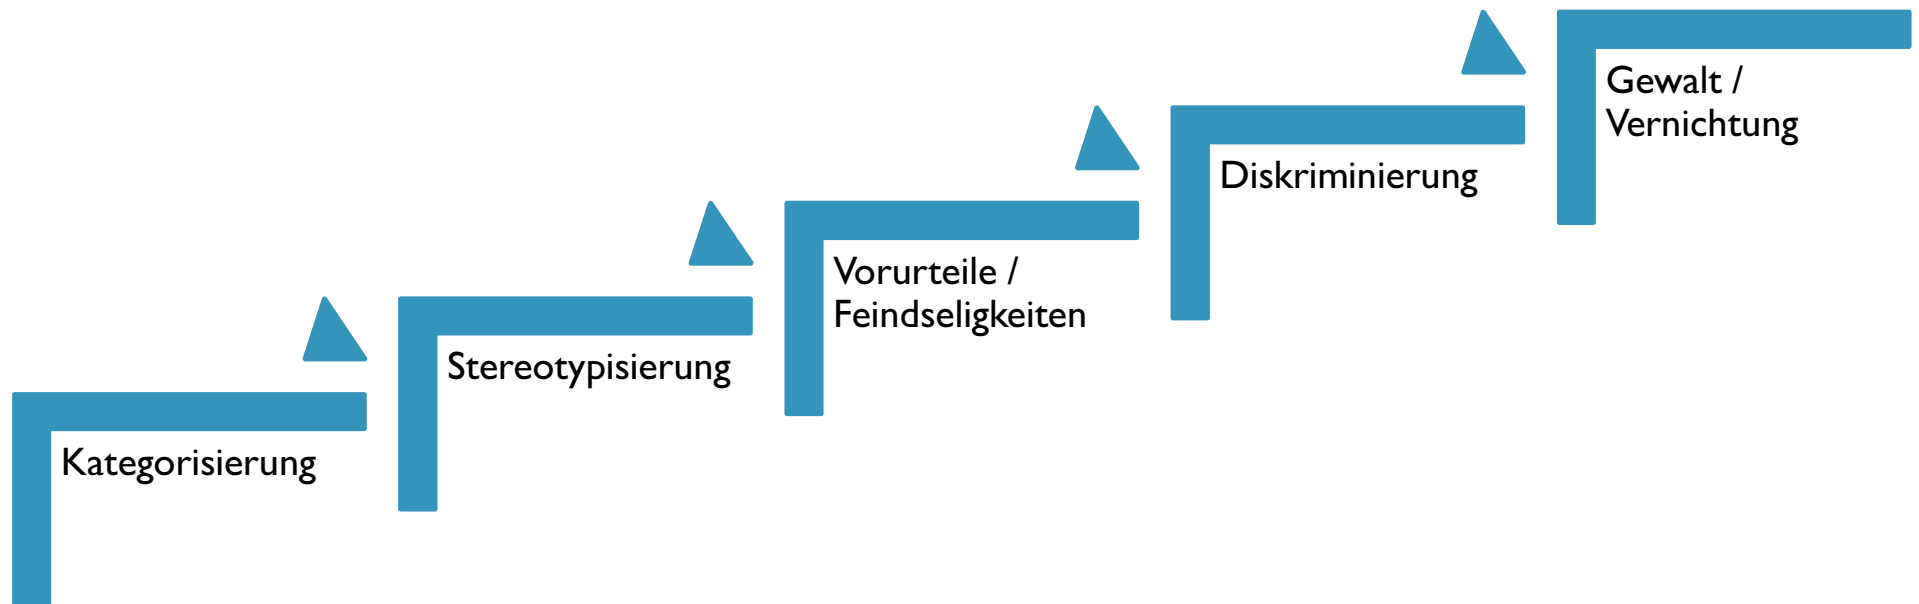 Kategorisierung
Stereotypisierung
Vorurteile /
Feindseligkeiten
Diskriminierung
Gewalt /
Vernichtung